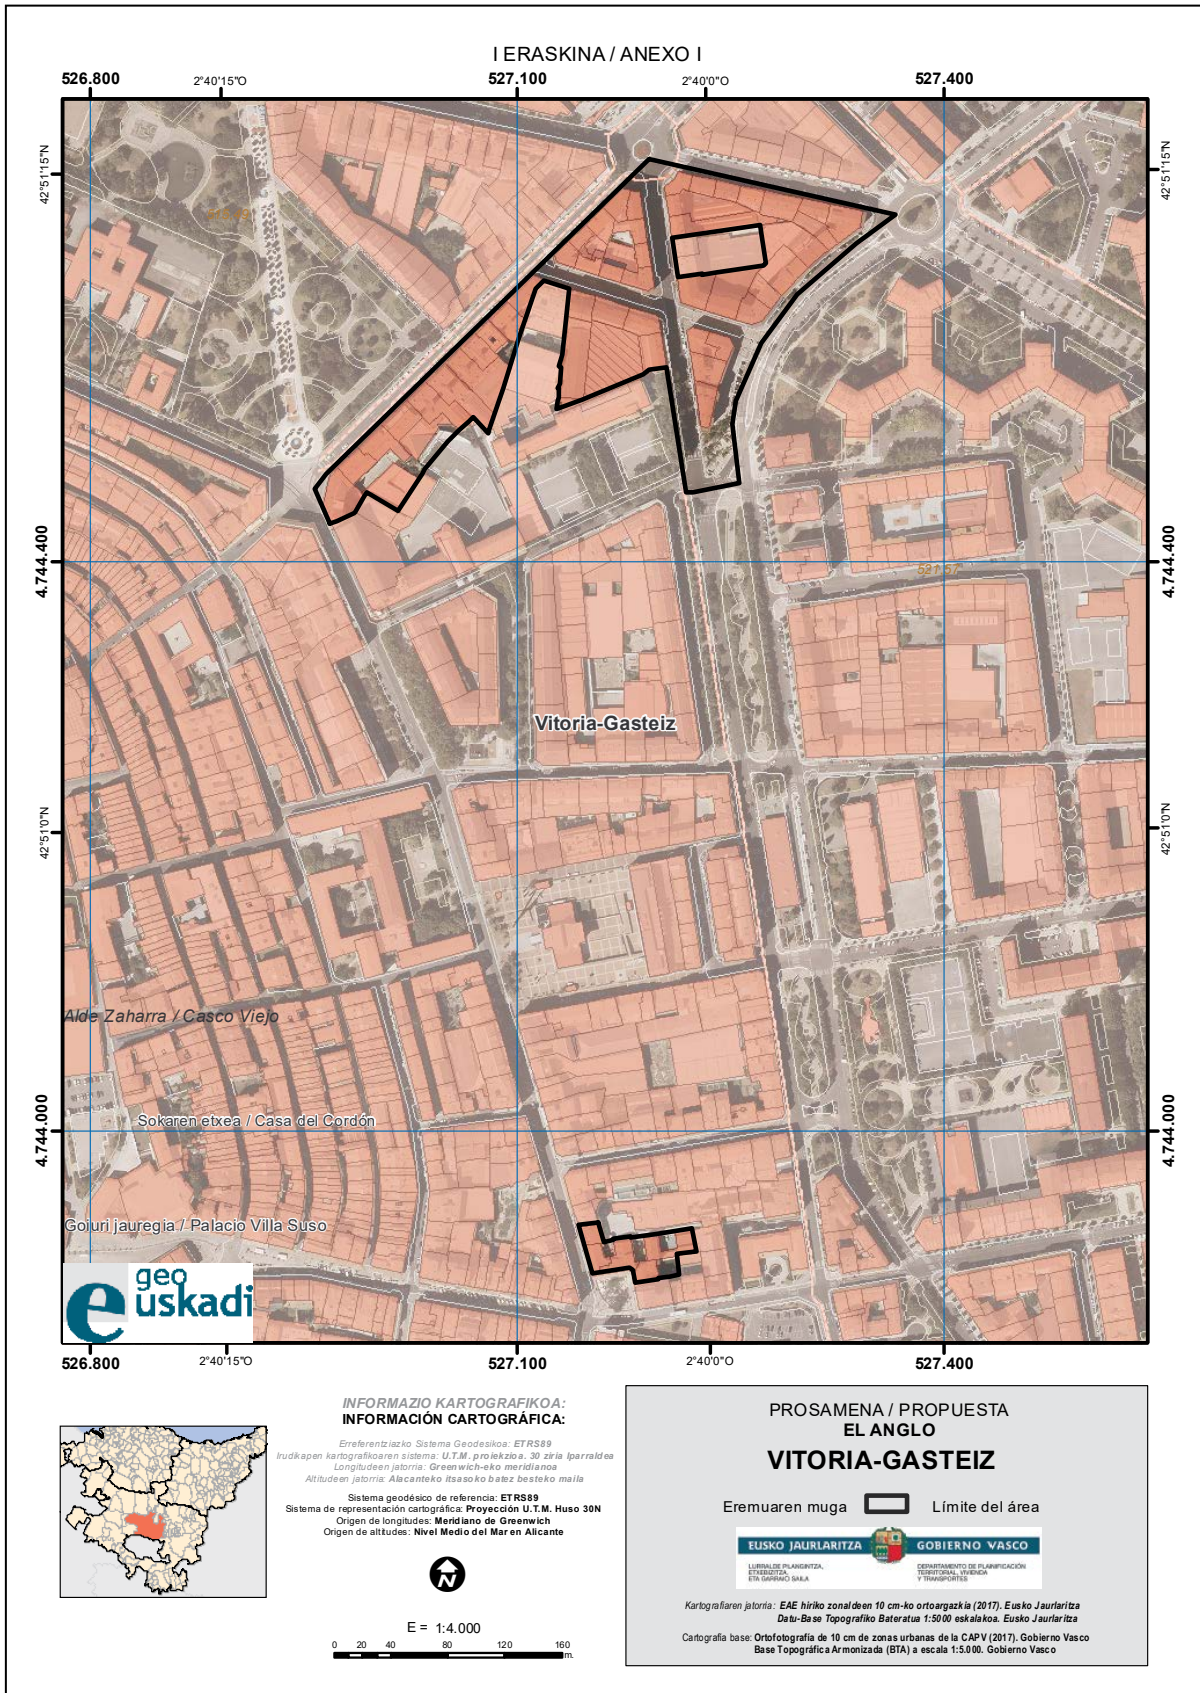 I ERASKINA / ANEXO I
526.800 2°40'15"O 527.100 2°40'0"O 527.400
42°51'15"N
42°51'15"N
521.57
4.744.400
4.744.400
Vitoria-Gasteiz
42°51'0"N
42°51'0"N
Alde Zaharra / Casco Viejo
4.744.000
4.744.000
Sokaren etxea / Casa del Cordón
Goiuri jauregia / Palacio Villa Suso
geo
euskadi
526.800 2°40'15"O 527.100 2°40'0"O 527.400
INFORMAZIO KARTOGRAFIKOA:
INFORMACIÓN CARTOGRÁFICA:
Erreferentziazko Sistema Geodesikoa: ETRS89
Irudikapen kartografikoaren sistema: U.T.M. proiekzioa. 30 ziria Iparraldea
Longitudeen jatorria: Greenwich-eko meridianoa
Altitudeen jatorria: Alacanteko itsasoko batez besteko maila
Sistema geodésico de referencia: ETRS89
Sistema de representación cartográfica: Proyección U.T.M. Huso 30N
Origen de longitudes: Meridiano de Greenwich
Origen de altitudes: Nivel Medio del Mar en Alicante
N
E = 1:4.000
0 20 40 80 120 160
m.
PROSAMENA / PROPUESTA
EL ANGLO
VITORIA-GASTEIZ
Eremuaren muga Límite del área
EUSKO JAURLARITZA GOBIERNO VASCO
LURRALDE PLANGINTZA,
ETXEBIZITZA,
ETA GARRAIO SAILA
DEPARTAMENTO DE PLANIFICACIÓN
TERRITORIAL, VIVIENDA
Y TRANSPORTES
Kartografiaren jatorria: EAE hiriko zonaldeen 10 cm-ko ortoargazkia (2017). Eusko Jaurlaritza
Datu-Base Topografiko Bateratua 1:5000 eskalakoa. Eusko Jaurlaritza
Cartografía base: Ortofotografía de 10 cm de zonas urbanas de la CAPV (2017). Gobierno Vasco
Base Topográfica Armonizada (BTA) a escala 1:5.000. Gobierno Vasco